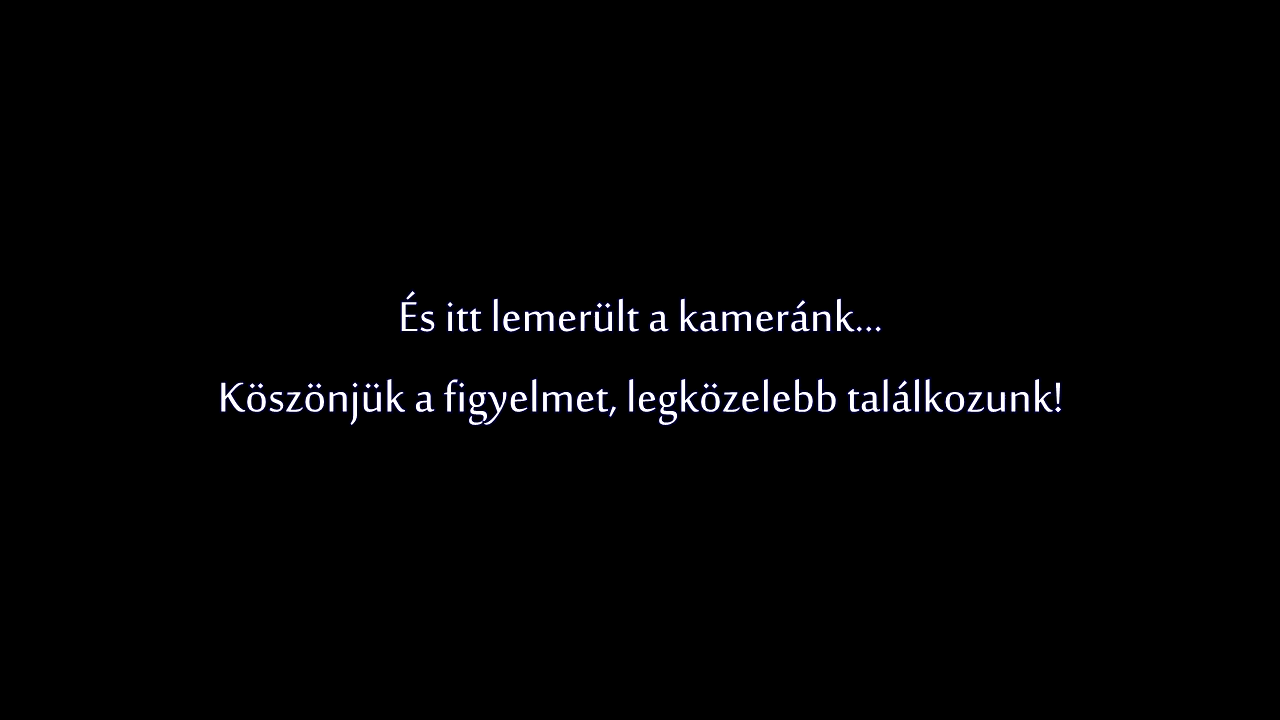 És itt lemerült a kameránk...
Köszönjük a figyelmet, legközelebb találkozunk!